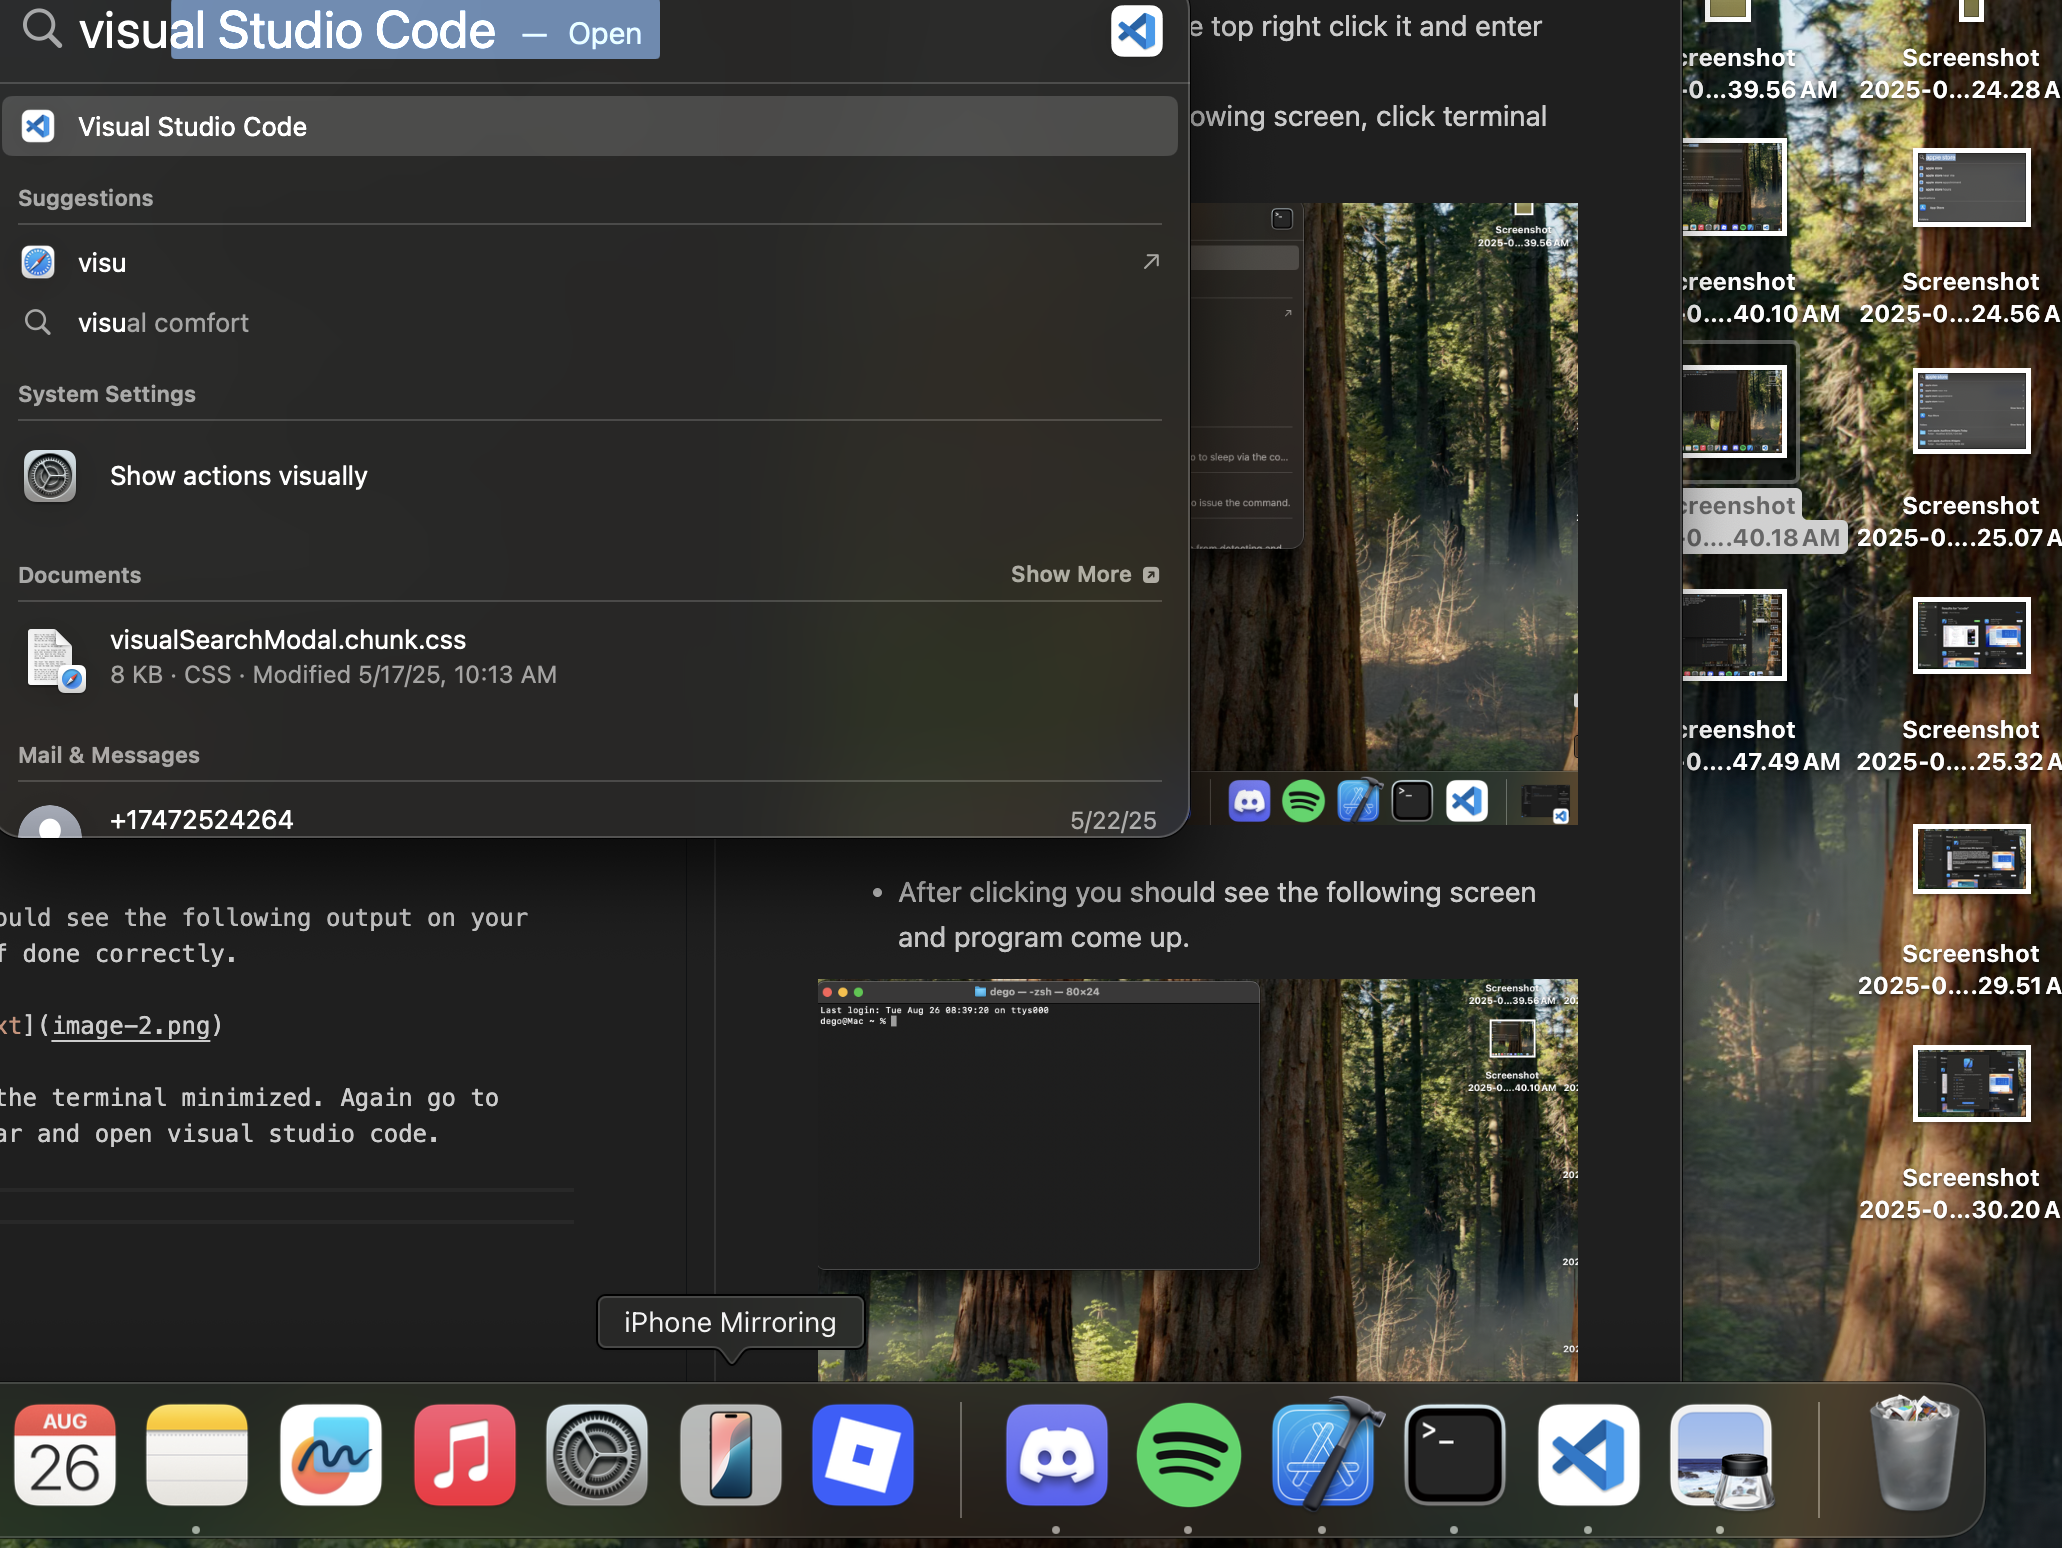 visual Studio Code — Open
Visual Studio Code
Suggestions
visu
visual comfort
System Settings
Show actions visually
Documents
Show More
visualSearchModal.chunk.css
8 KB · CSS · Modified 5/17/25, 10:13 AM
Mail & Messages
+17472524264
5/22/25
e top right click it and enter
owing screen, click terminal
Screenshot
2025-0...39.56 AM
o to sleep via the co...
o issue the command.
After clicking you should see the following screen
and program come up.
dego — -zsh — 80×24
Last login: Tue Aug 26 08:39:20 on ttys000
dego@Mac ~ %
Screenshot
2025-0...39.56 AM
Screenshot
2025-0....40.10 AM
ould see the following output on your
f done correctly.
xt](image-2.png)
the terminal minimized. Again go to
ar and open visual studio code.
iPhone Mirroring
creenshot
-0...39.56 AM
creenshot
-0....40.10 AM
creenshot
-0....40.18 AM
creenshot
-0....47.49 AM
Screenshot
2025-0...24.28 A
Screenshot
2025-0...24.56 A
Screenshot
2025-0....25.07 A
Screenshot
2025-0....25.32 A
Screenshot
2025-0....29.51 A
Screenshot
2025-0...30.20 A
AUG
26